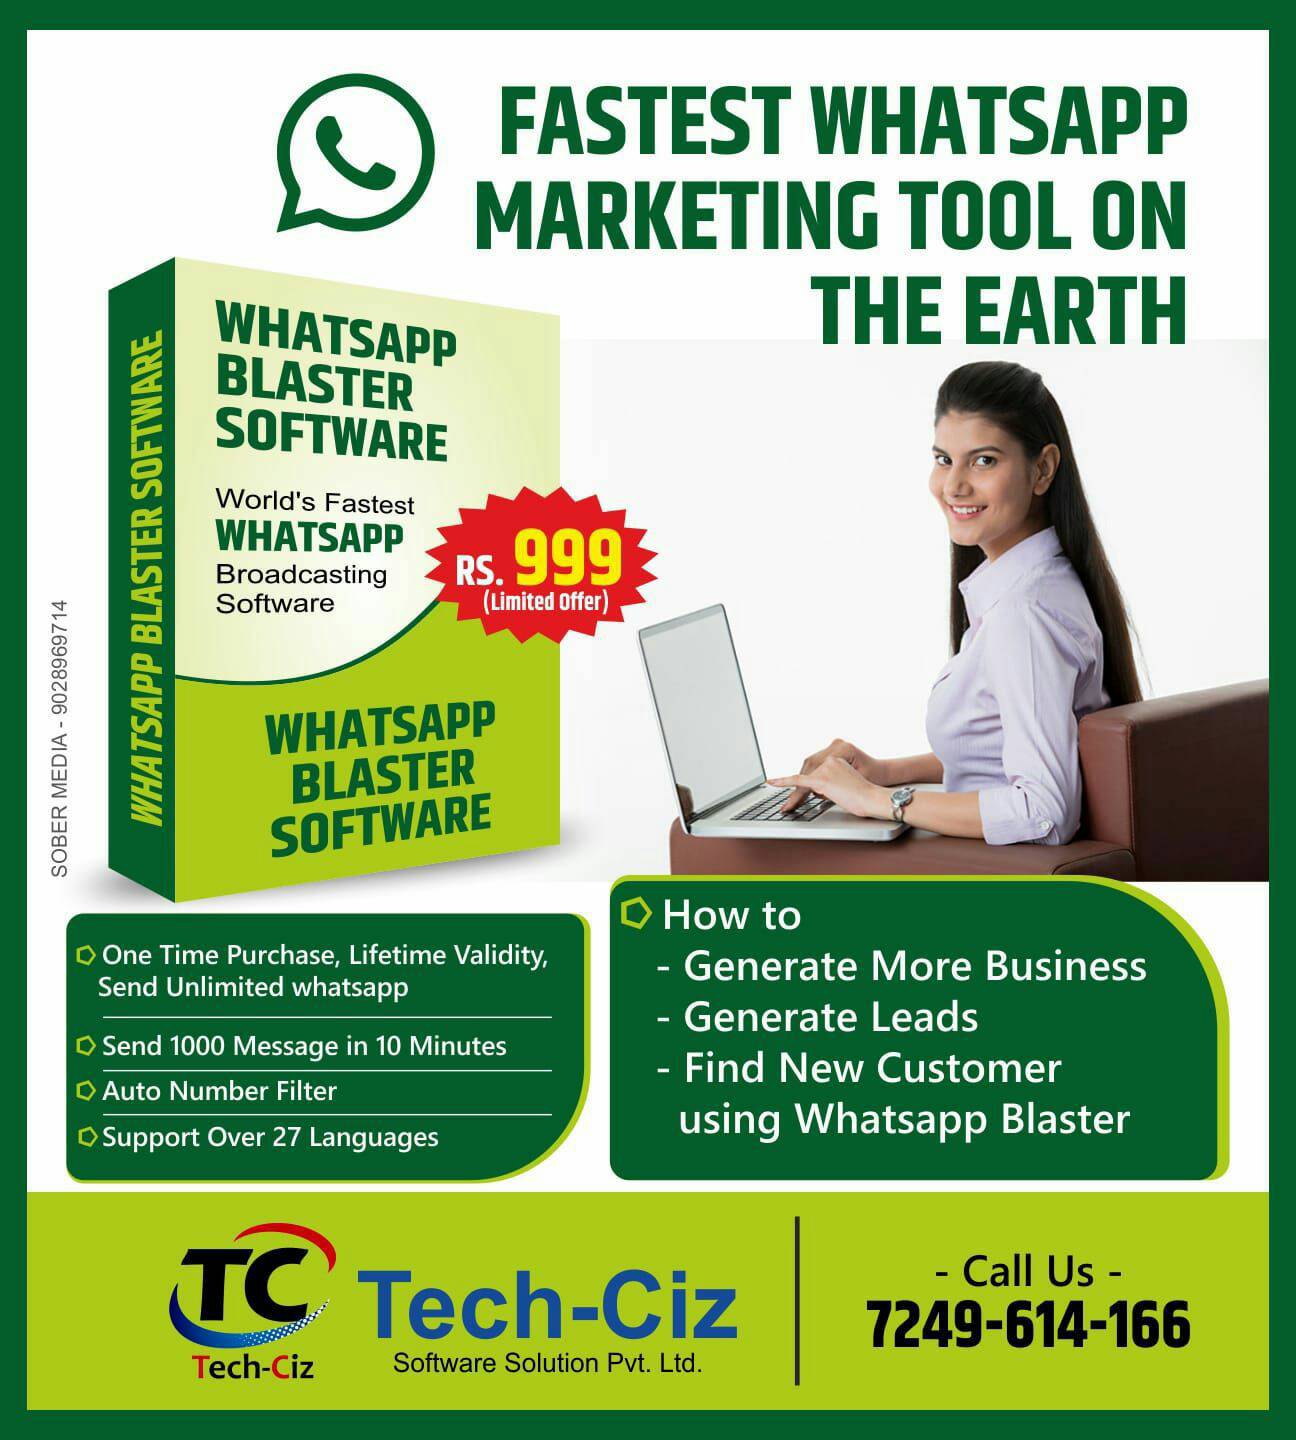 FASTEST WHATSAPP
MARKETING TOOL ON
THE EARTH
WHATSAPP BLASTER SOFTWARE
WHATSAPP
BLASTER
SOFTWARE
World's Fastest
WHATSAPP
Broadcasting
Software
RS. 999
(Limited Offer)
WHATSAPP
BLASTER
SOFTWARE
SOBER MEDIA - 9028969714
One Time Purchase, Lifetime Validity,
Send Unlimited whatsapp
Send 1000 Message in 10 Minutes
Auto Number Filter
Support Over 27 Languages
How to
- Generate More Business
- Generate Leads
- Find New Customer
using Whatsapp Blaster
TC
Tech-Ciz
Tech-Ciz
Software Solution Pvt. Ltd.
- Call Us -
7249-614-166